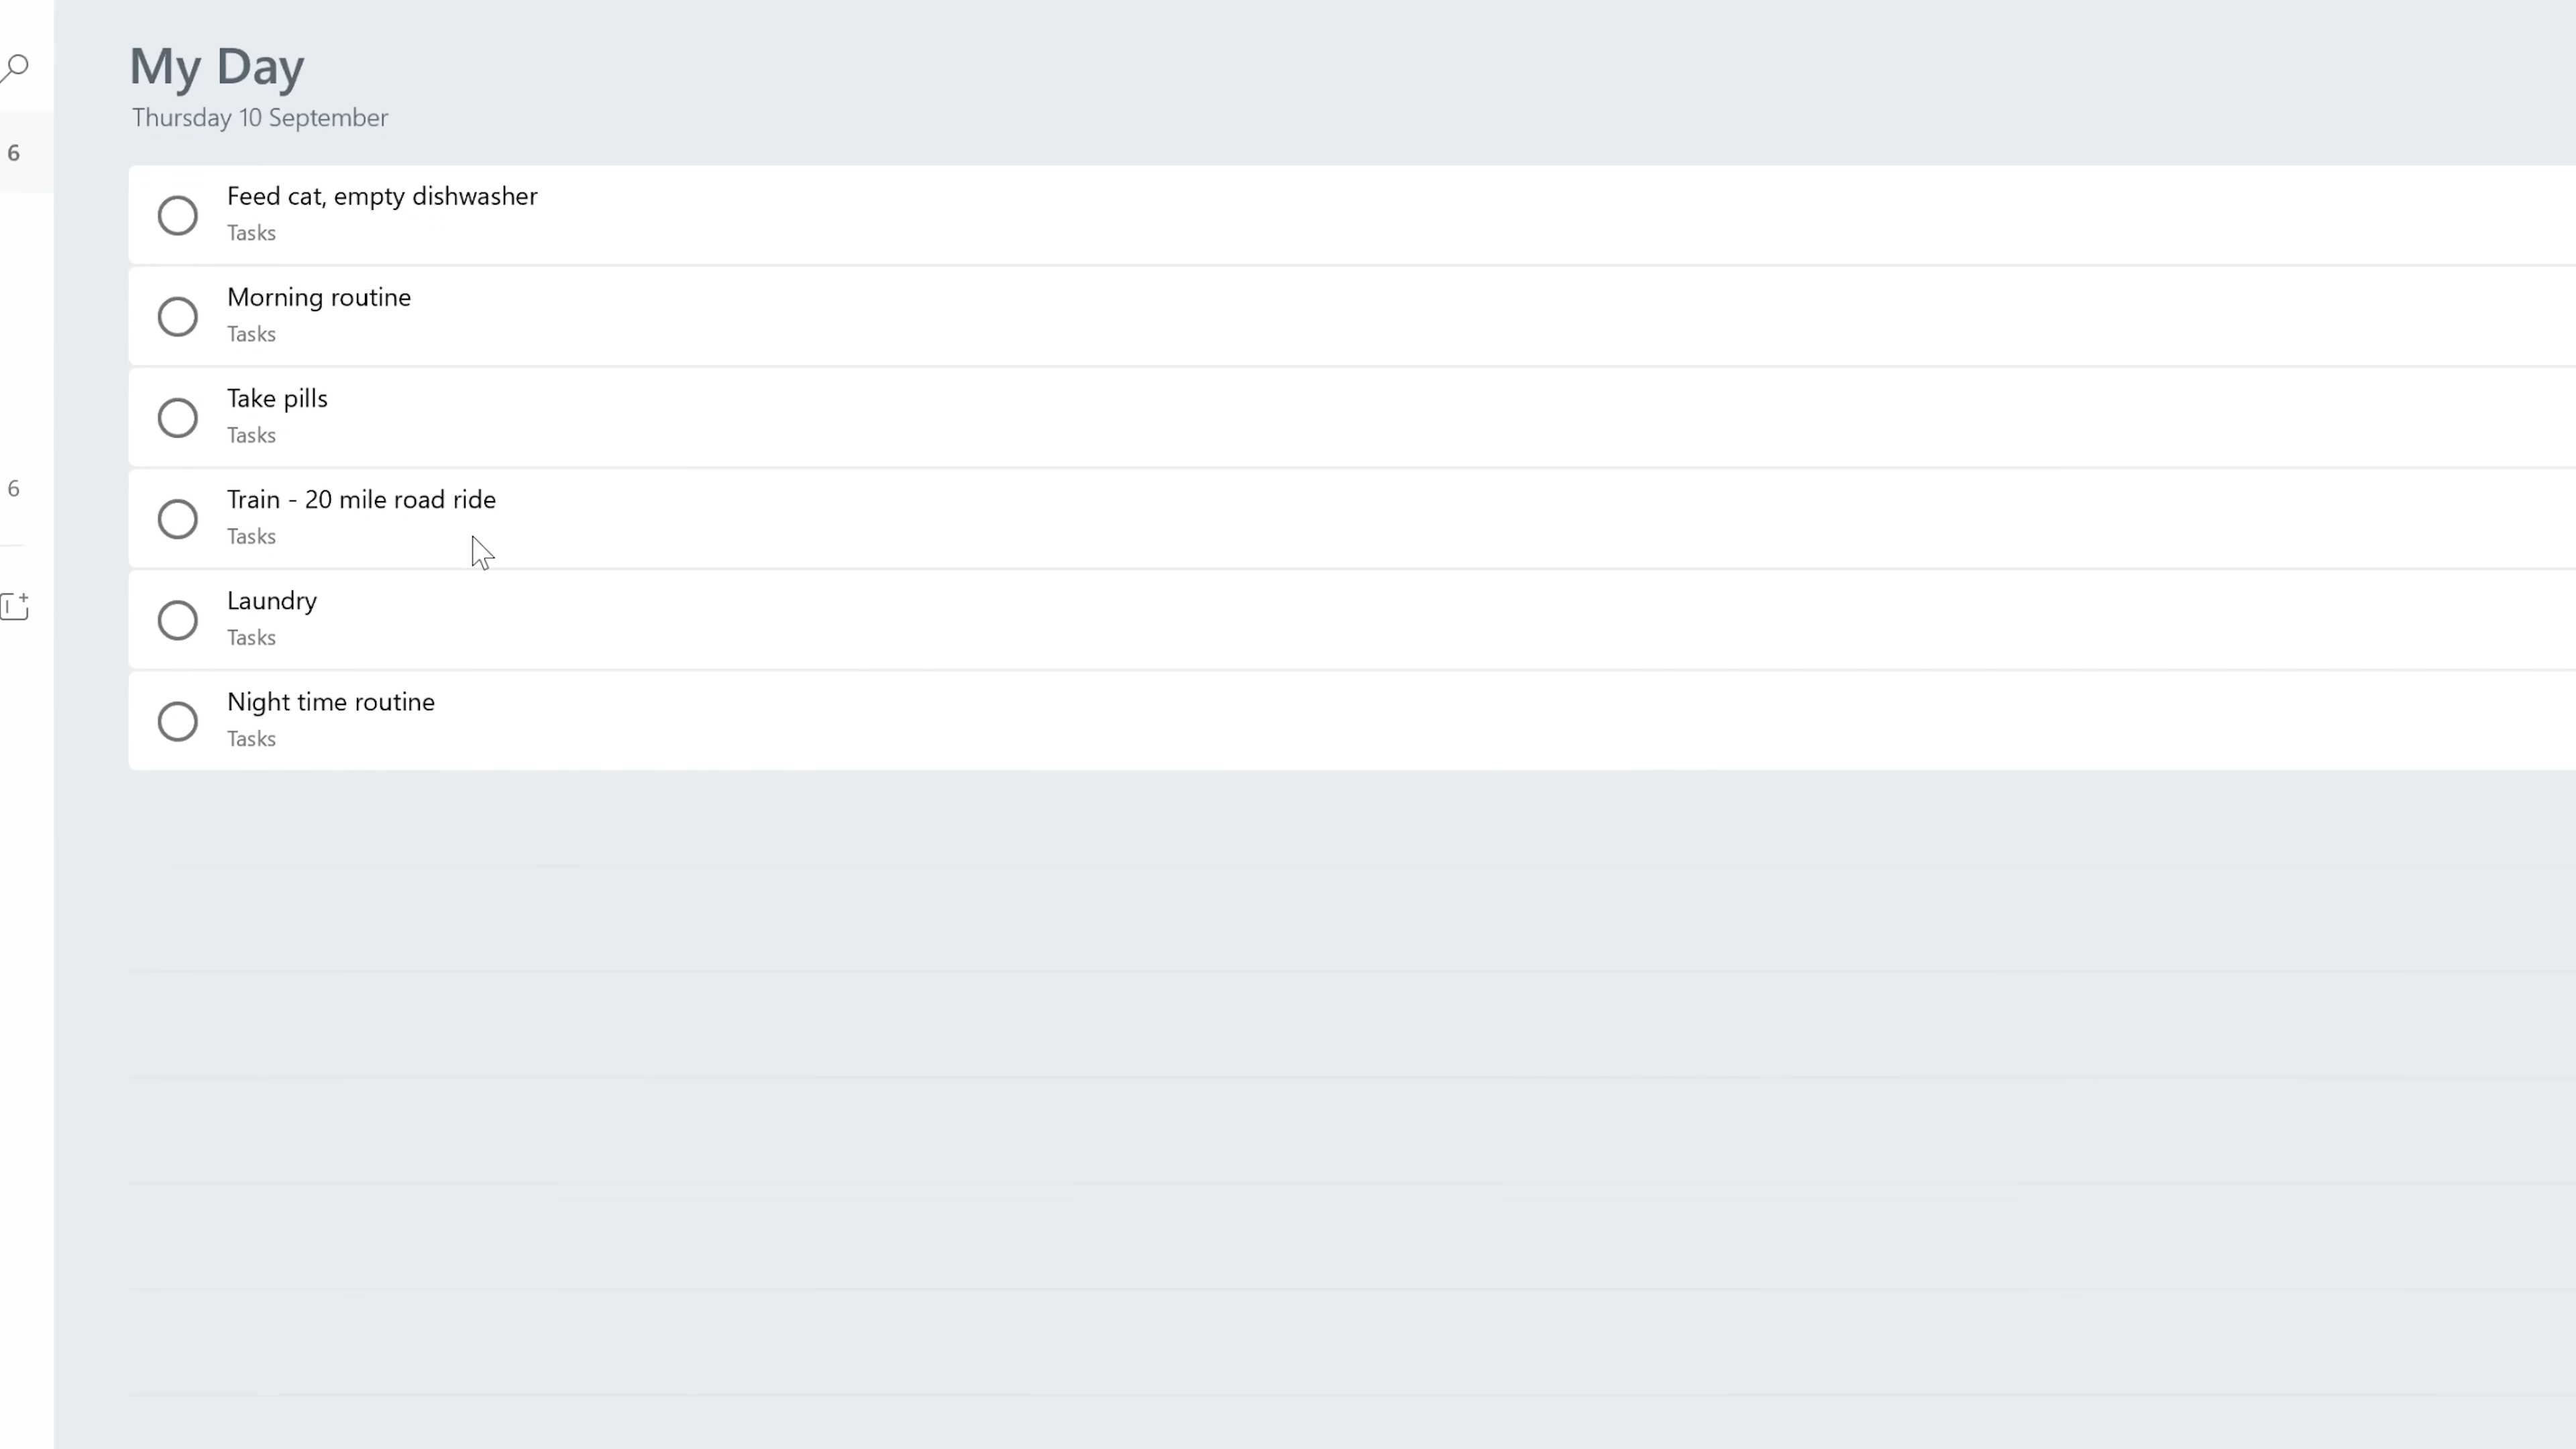 My Day
Thursday 10 September
6
Feed cat, empty dishwasher
Tasks
Morning routine
Tasks
Take pills
Tasks
6
Train - 20 mile road ride
Tasks
Laundry
Tasks
Night time routine
Tasks